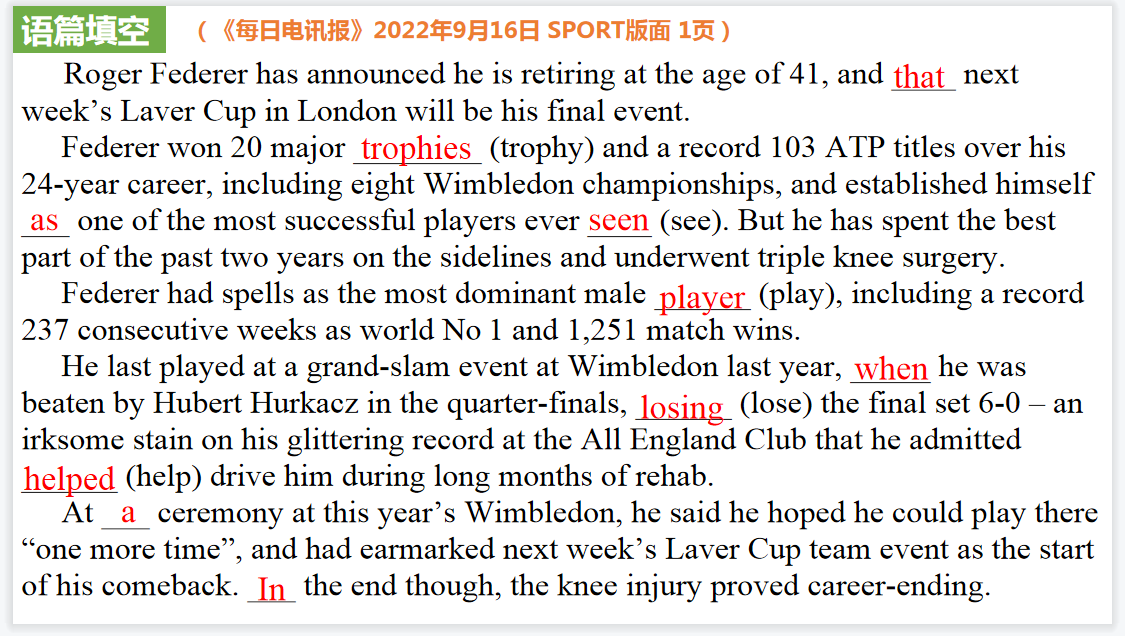 语篇填空 （《每日电讯报》2022年9月16日 SPORT版面 1页）
Roger Federer has announced he is retiring at the age of 41, and that next
week’s Laver Cup in London will be his final event.
Federer won 20 major trophies (trophy) and a record 103 ATP titles over his
24-year career, including eight Wimbledon championships, and established himself
as one of the most successful players ever seen (see). But he has spent the best
part of the past two years on the sidelines and underwent triple knee surgery.
Federer had spells as the most dominant male player (play), including a record
237 consecutive weeks as world No 1 and 1,251 match wins.
He last played at a grand-slam event at Wimbledon last year, when he was
beaten by Hubert Hurkacz in the quarter-finals, losing (lose) the final set 6-0 – an
irksome stain on his glittering record at the All England Club that he admitted
helped (help) drive him during long months of rehab.
At a ceremony at this year’s Wimbledon, he said he hoped he could play there
“one more time”, and had earmarked next week’s Laver Cup team event as the start
of his comeback. In the end though, the knee injury proved career-ending.